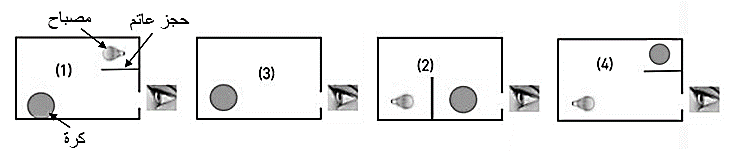 مصباح
حجز عاتم
(1)
(3)
(2)
(4)
كرة